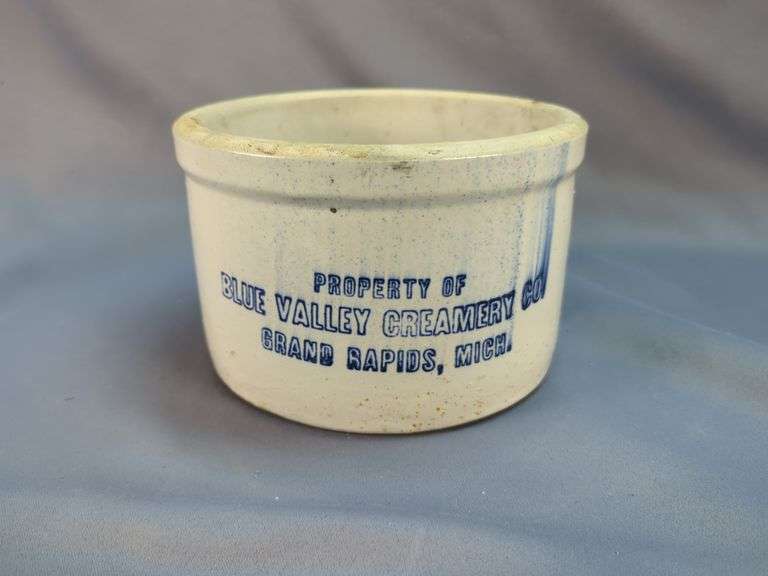 PROPERTY OF
BLUE VALLEY CREAMERY CO.
GRAND RAPIDS, MICH.